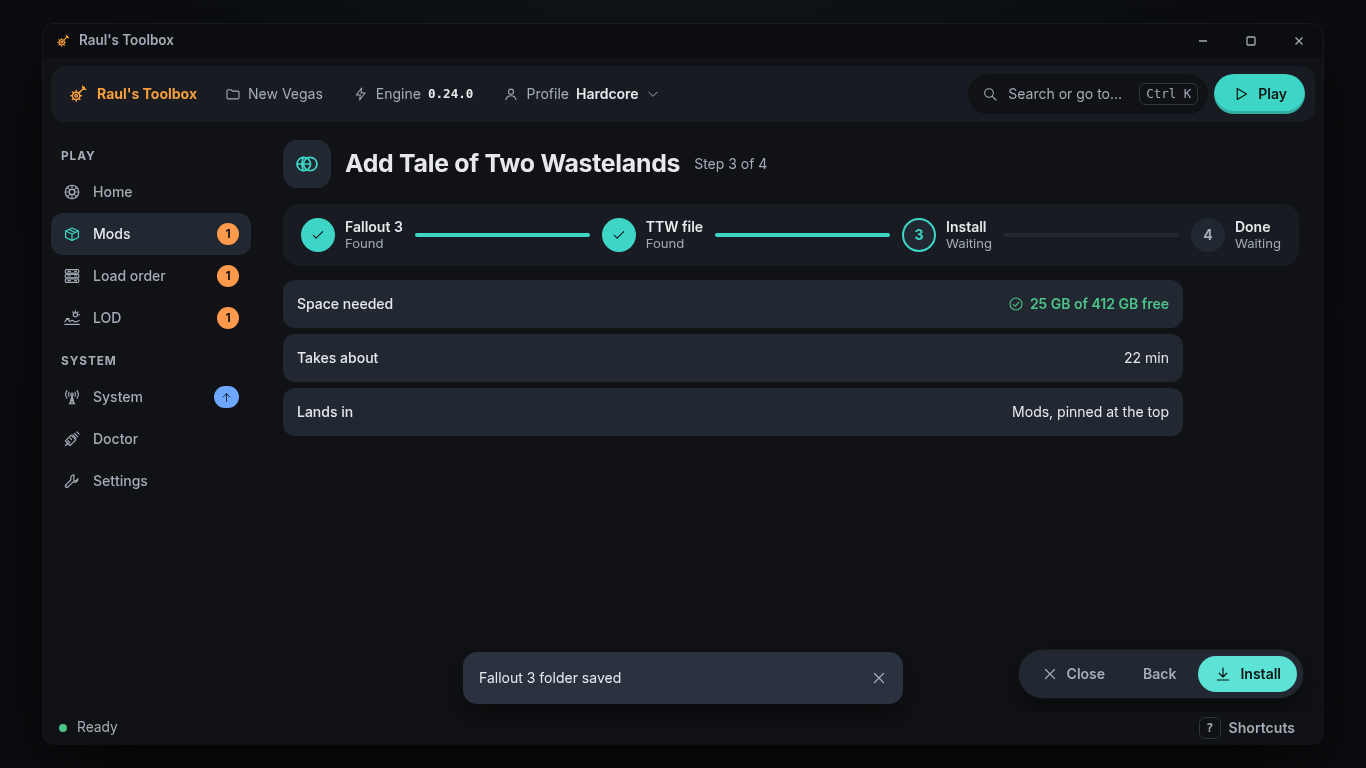 Raul's Toolbox
Raul's Toolbox
New Vegas
Engine 0.24.0
Profile Hardcore
Search or go to...
Ctrl K
Play
PLAY
Home
Mods
1
Load order
1
LOD
1
SYSTEM
System
Doctor
Settings
Add Tale of Two Wastelands
Step 3 of 4
Fallout 3
Found
TTW file
Found
3
Install
Waiting
4
Done
Waiting
Space needed
25 GB of 412 GB free
Takes about
22 min
Lands in
Mods, pinned at the top
Fallout 3 folder saved
Close
Back
Install
Ready
? Shortcuts